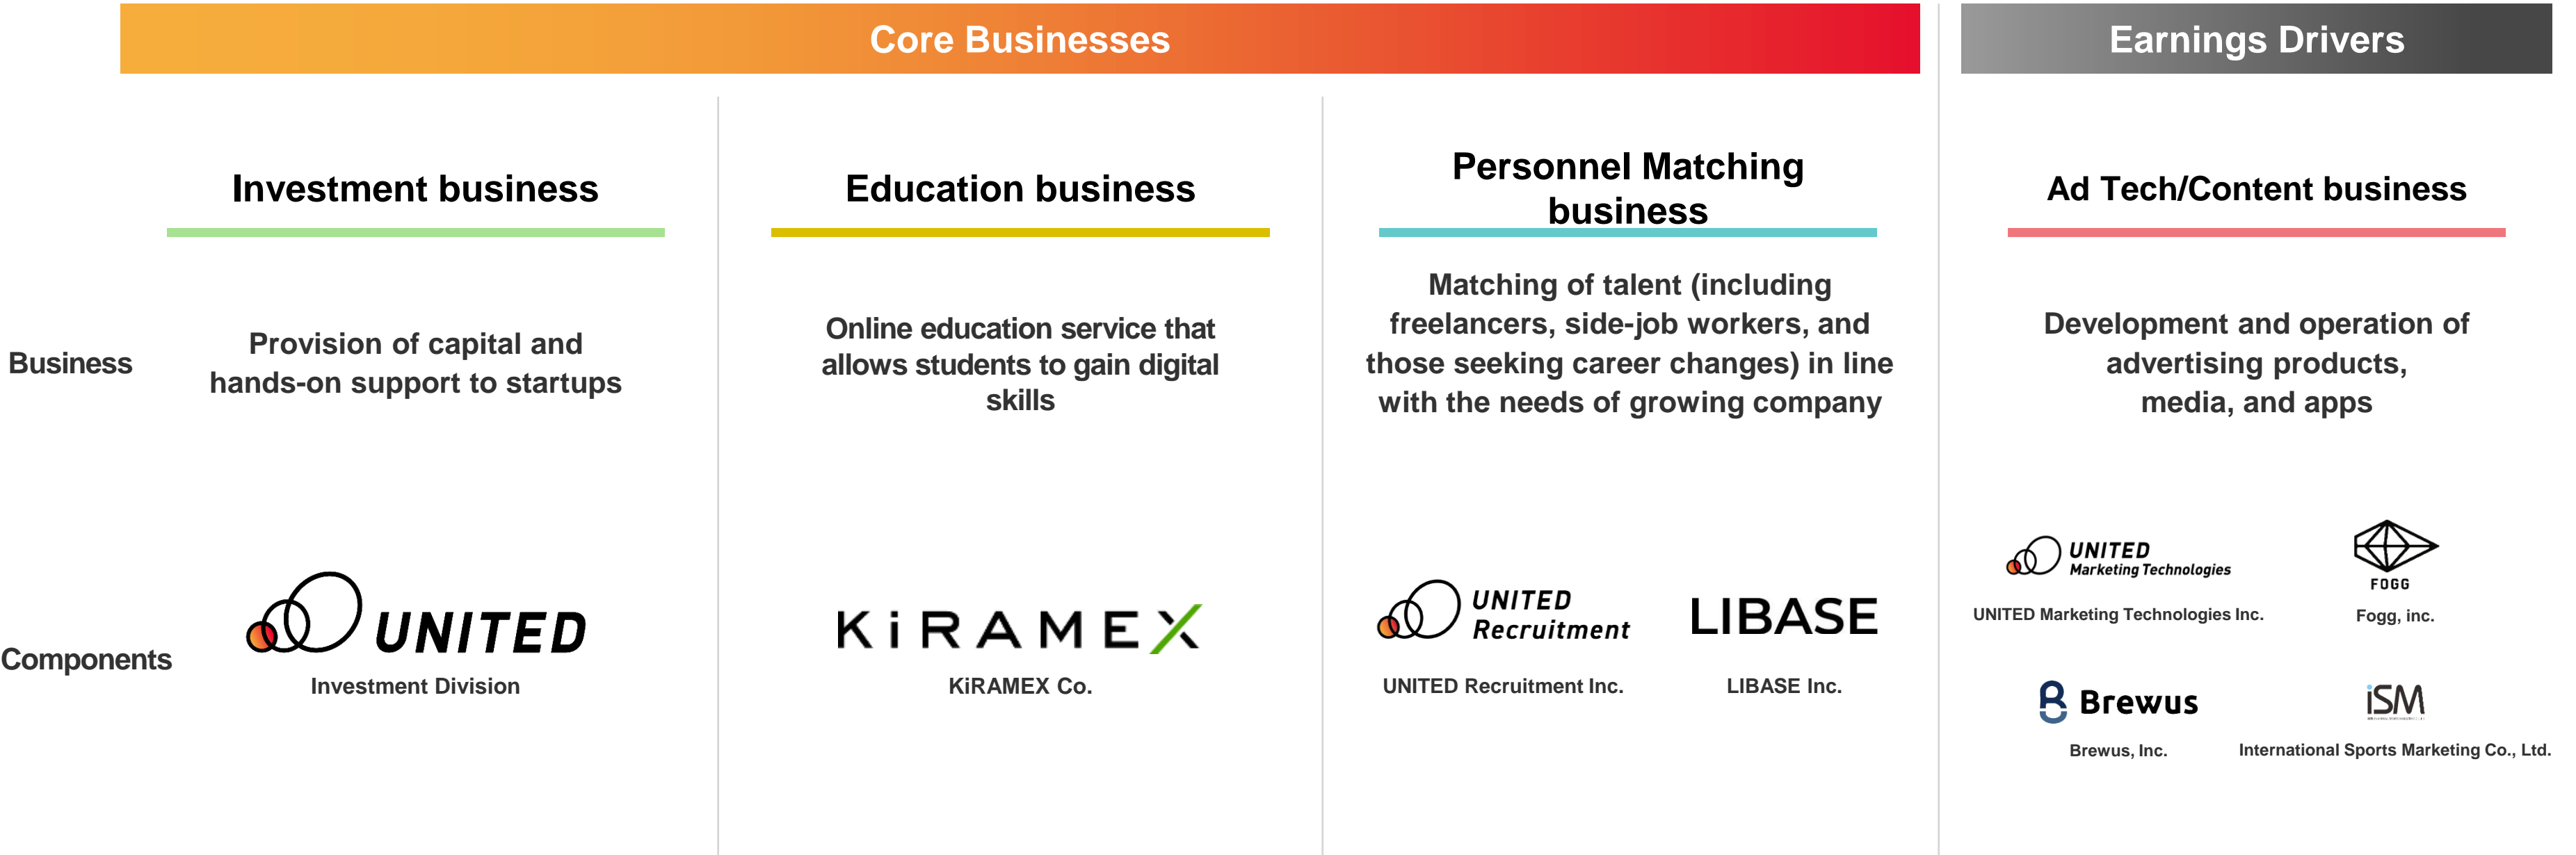 Core Businesses
Earnings Drivers
Investment business
Education business
Personnel Matching
business
Ad Tech/Content business
Business
Provision of capital and
hands-on support to startups
Online education service that
allows students to gain digital
skills
Matching of talent (including
freelancers, side-job workers, and
those seeking career changes) in line
with the needs of growing company
Development and operation of
advertising products,
media, and apps
Components
UNITED
Investment Division
KiRAMEX
KiRAMEX Co.
UNITED
Recruitment
UNITED Recruitment Inc.
LIBASE
LIBASE Inc.
UNITED
Marketing Technologies
UNITED Marketing Technologies Inc.
FOGG
Fogg, inc.
Brewus
Brewus, Inc.
iSM
International Sports Marketing Co., Ltd.